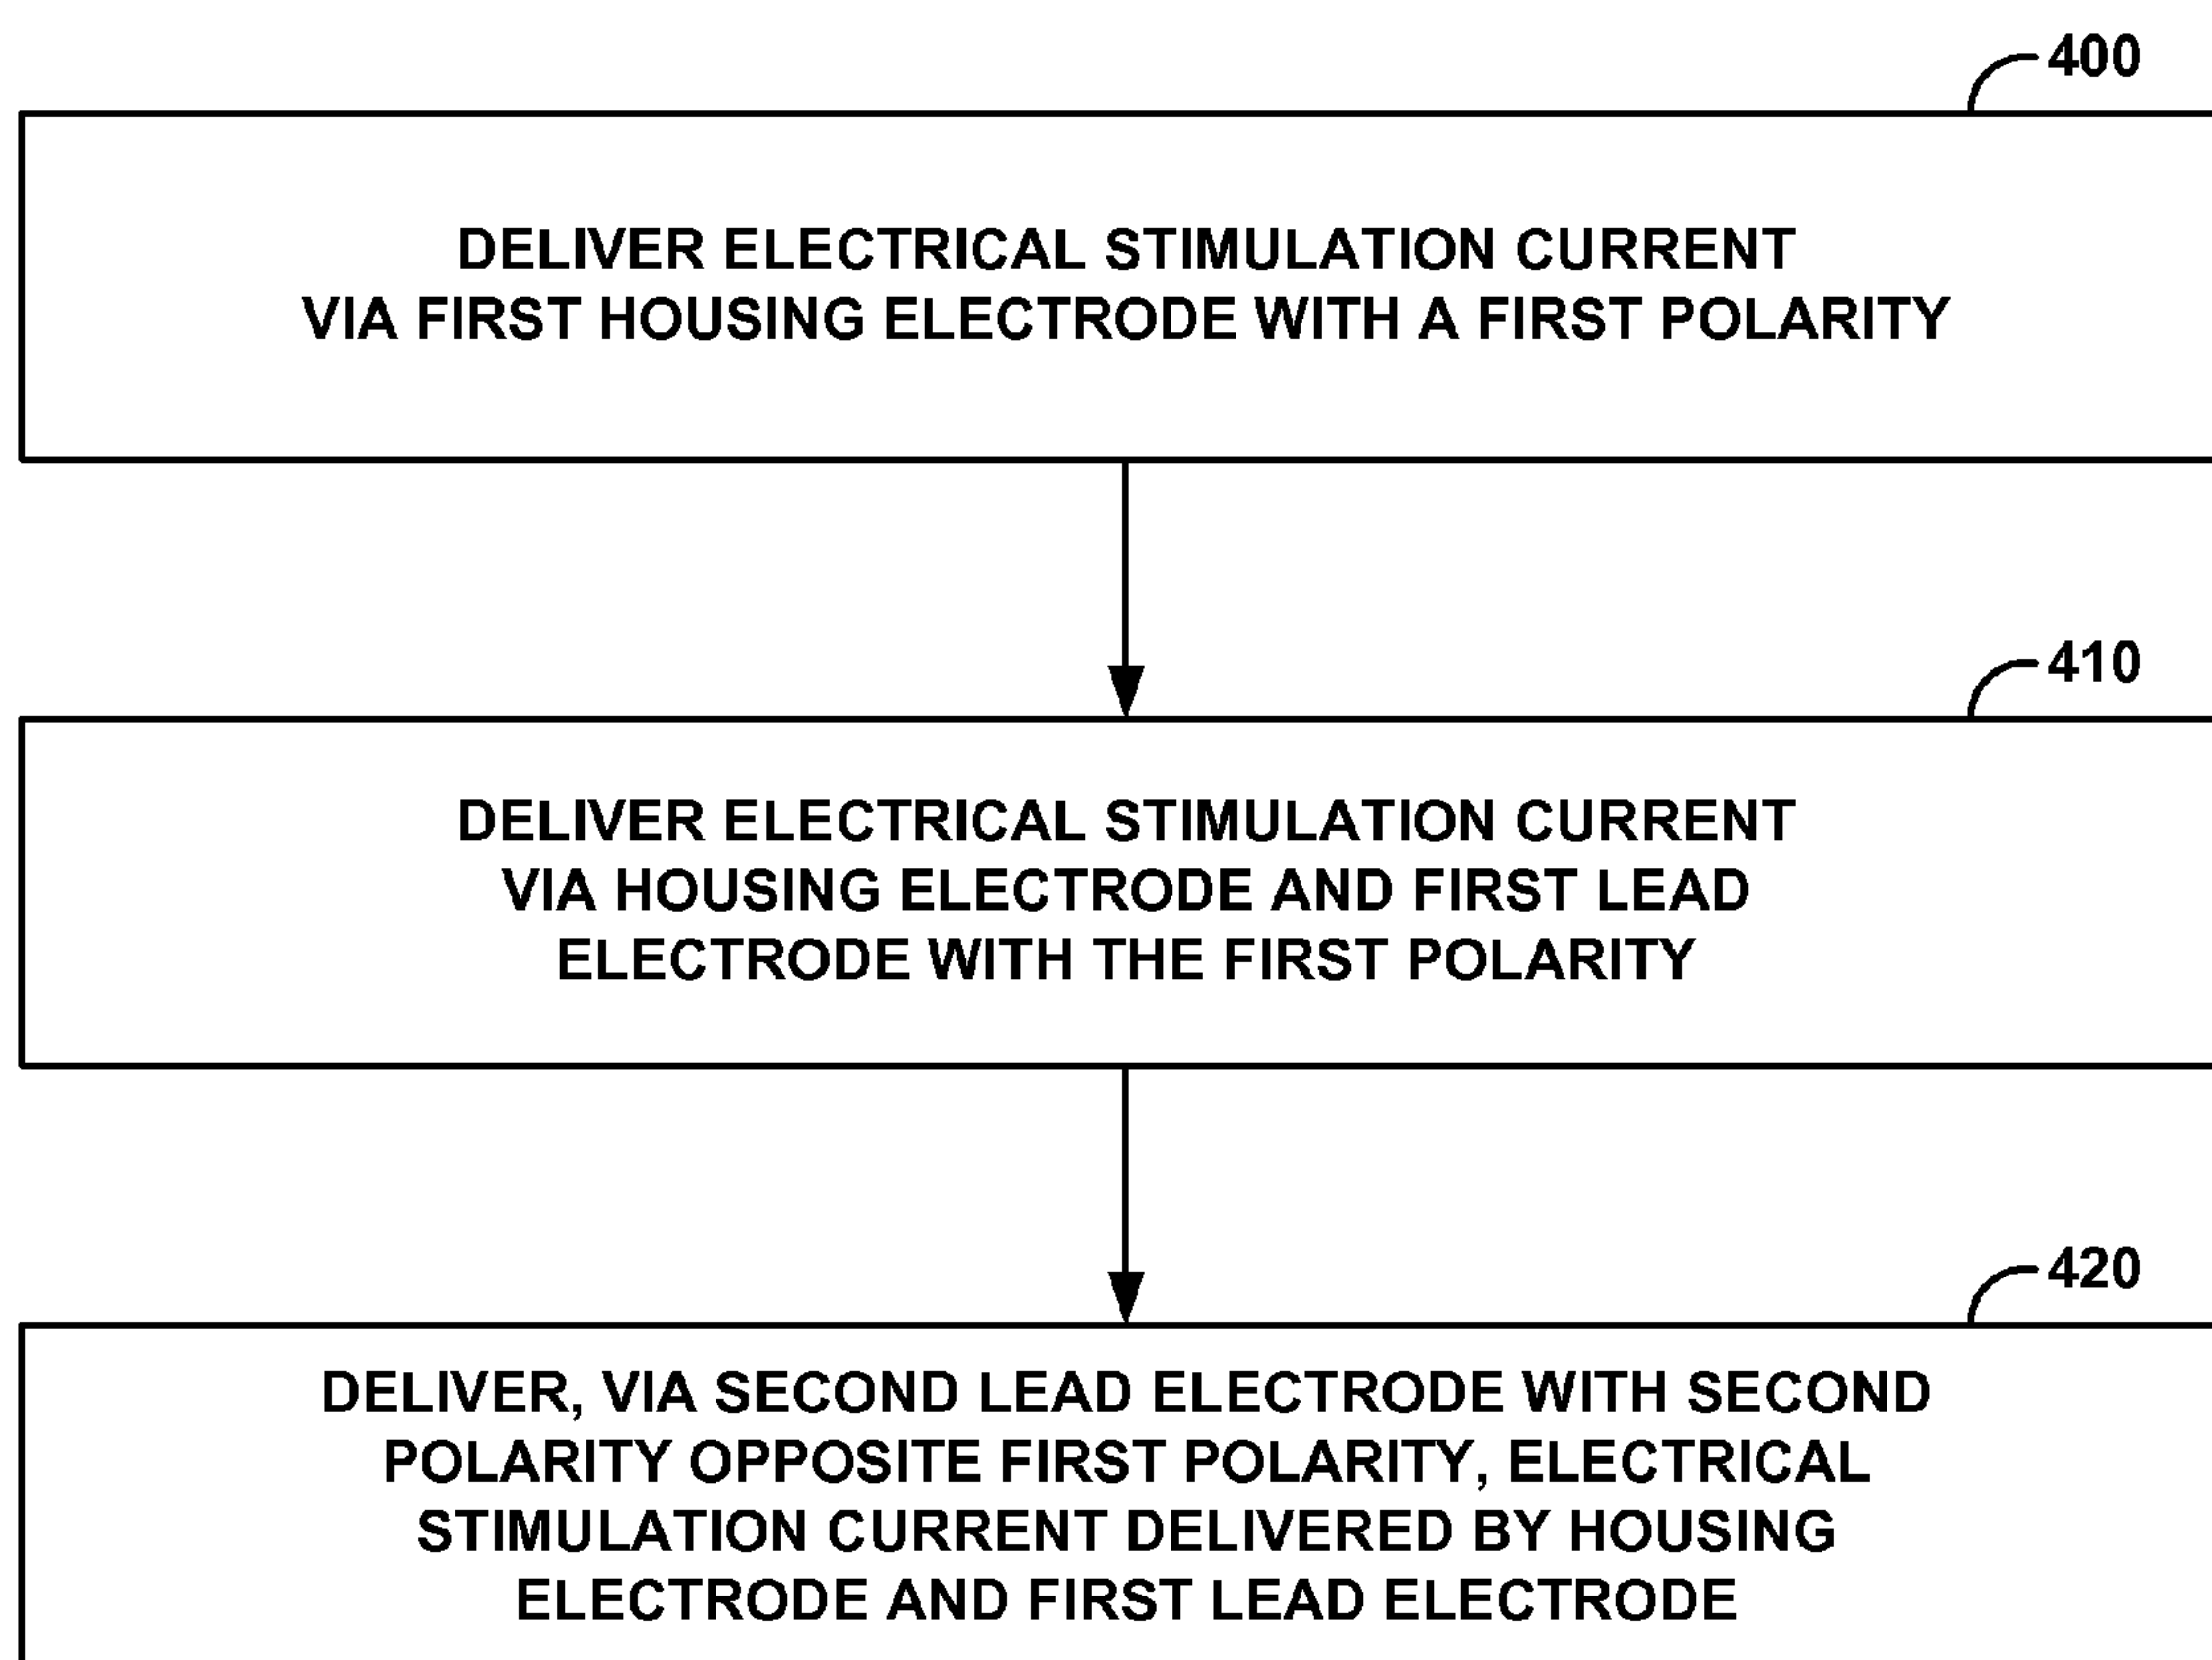 400
DELIVER ELECTRICAL STIMULATION CURRENT
VIA FIRST HOUSING ELECTRODE WITH A FIRST POLARITY
410
DELIVER ELECTRICAL STIMULATION CURRENT
VIA HOUSING ELECTRODE AND FIRST LEAD
ELECTRODE WITH THE FIRST POLARITY
420
DELIVER, VIA SECOND LEAD ELECTRODE WITH SECOND
POLARITY OPPOSITE FIRST POLARITY, ELECTRICAL
STIMULATION CURRENT DELIVERED BY HOUSING
ELECTRODE AND FIRST LEAD ELECTRODE